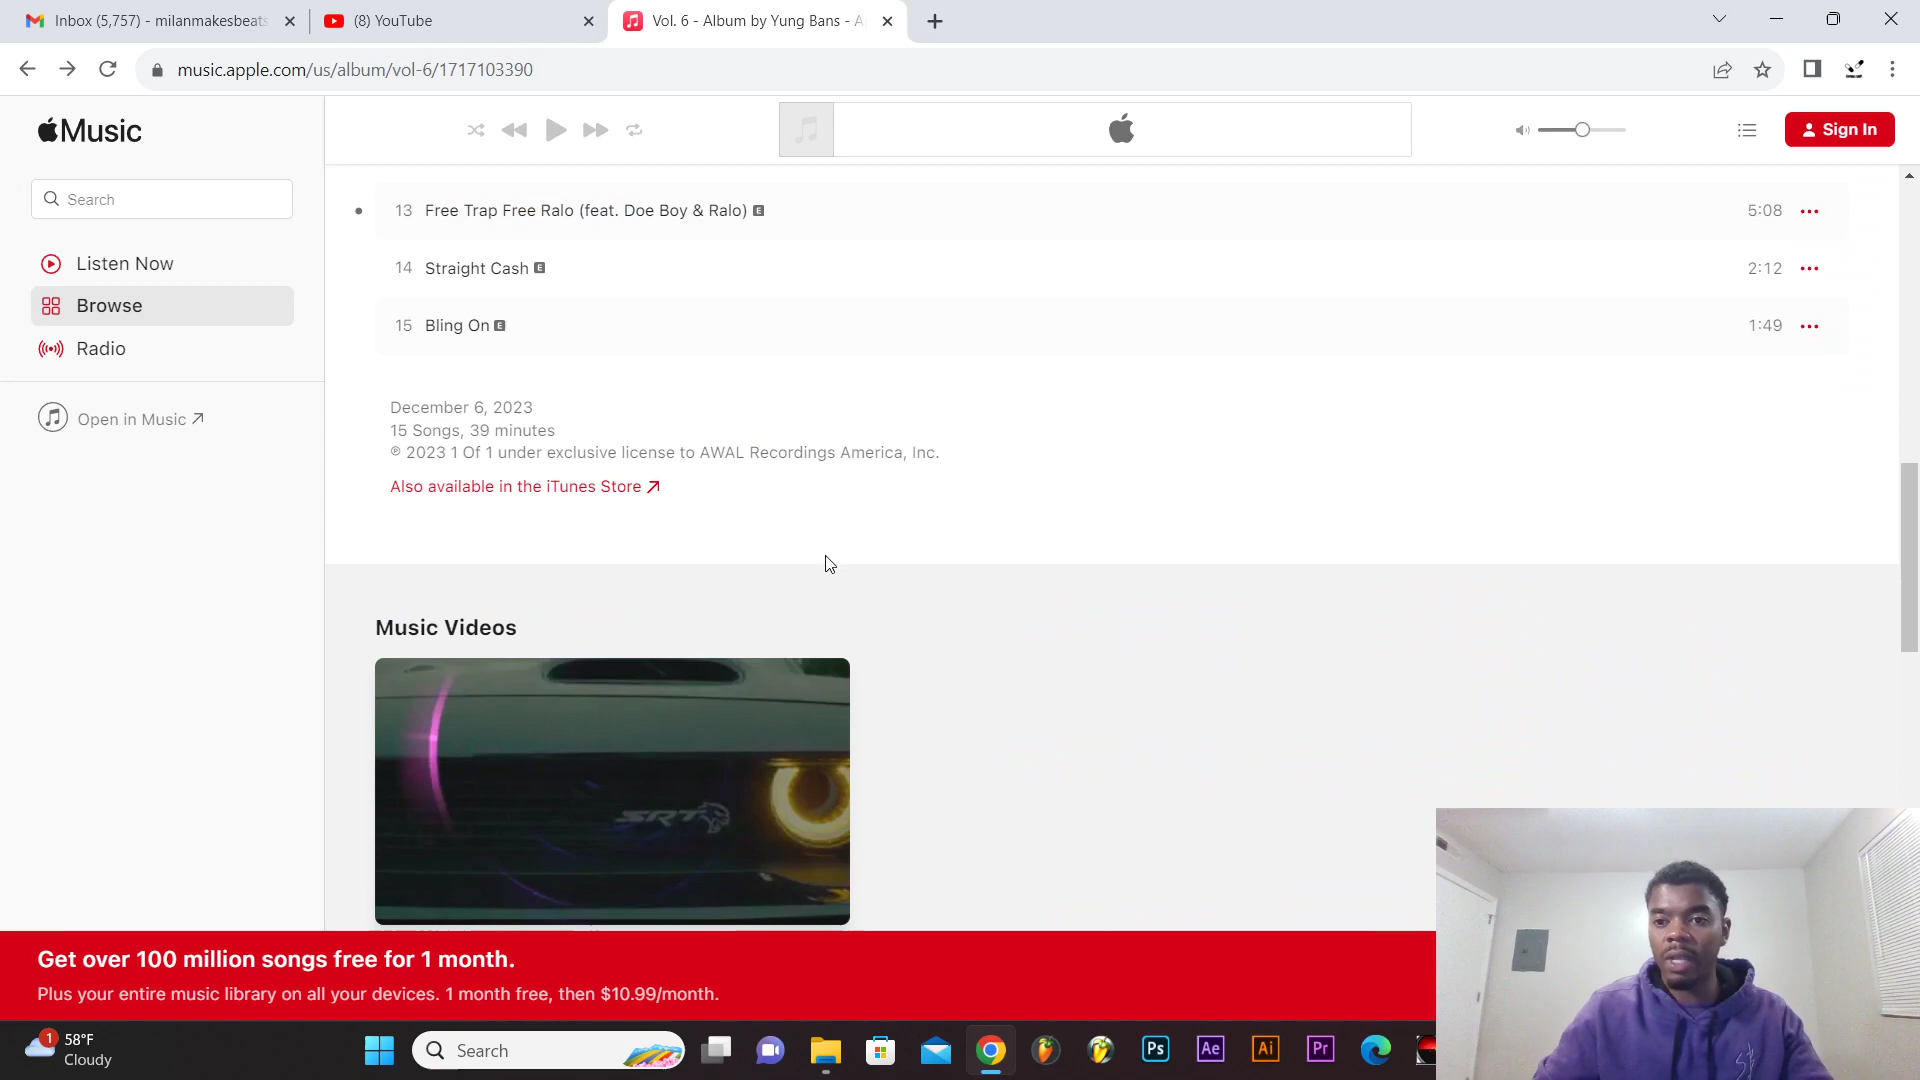 Inbox (5,757) - milanmakesbeats
(8) YouTube
Vol. 6 - Album by Yung Bans - A
music.apple.com/us/album/vol-6/1717103390
Music
Sign In
Search
Listen Now
Browse
Radio
Open in Music
13 Free Trap Free Ralo (feat. Doe Boy & Ralo) E 5:08
14 Straight Cash E 2:12
15 Bling On E 1:49
December 6, 2023
15 Songs, 39 minutes
℗ 2023 1 Of 1 under exclusive license to AWAL Recordings America, Inc.
Also available in the iTunes Store
Music Videos
SRT
Get over 100 million songs free for 1 month.
Plus your entire music library on all your devices. 1 month free, then $10.99/month.
1
58°F
Cloudy
Search
Ps
Ae
Ai
Pr